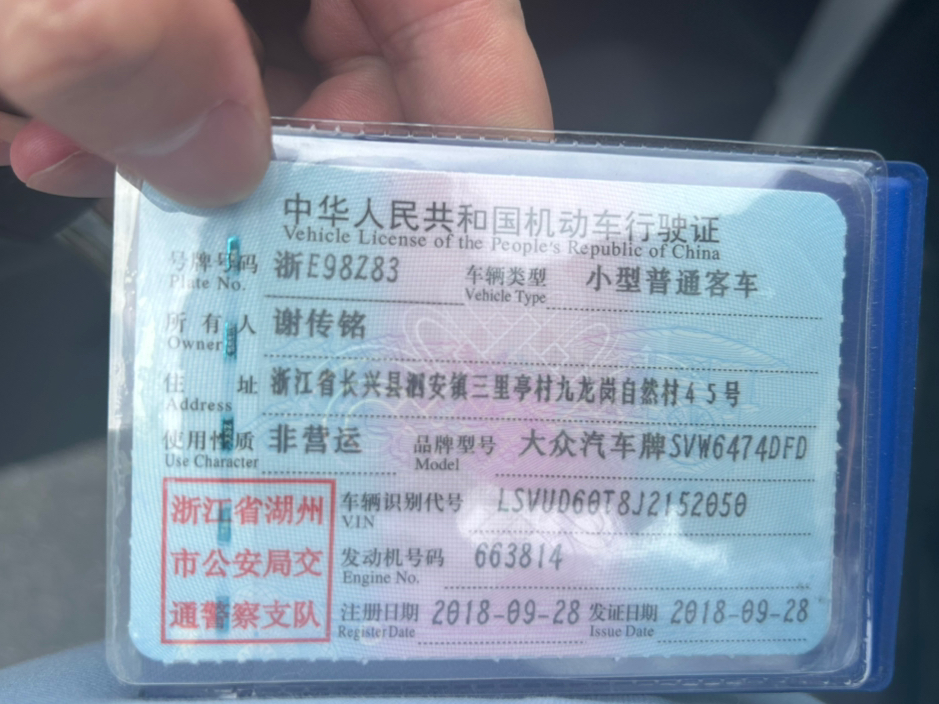 中华人民共和国机动车行驶证
Vehicle License of the People's Republic of China
号牌号码 浙E98Z83 车辆类型 小型普通客车
Plate No. Vehicle Type
所有人 谢传铭
Owner
住址 浙江省长兴县泗安镇三里亭村九龙岗自然村45号
Address
使用性质 非营运 品牌型号 大众汽车牌SVW6474DFD
Use Character Model
车辆识别代号 LSVUD60T8J2152050
VIN
发动机号码 663814
Engine No.
注册日期 2018-09-28 发证日期 2018-09-28
Register Date Issue Date
浙江省湖州
市公安局交
通警察支队